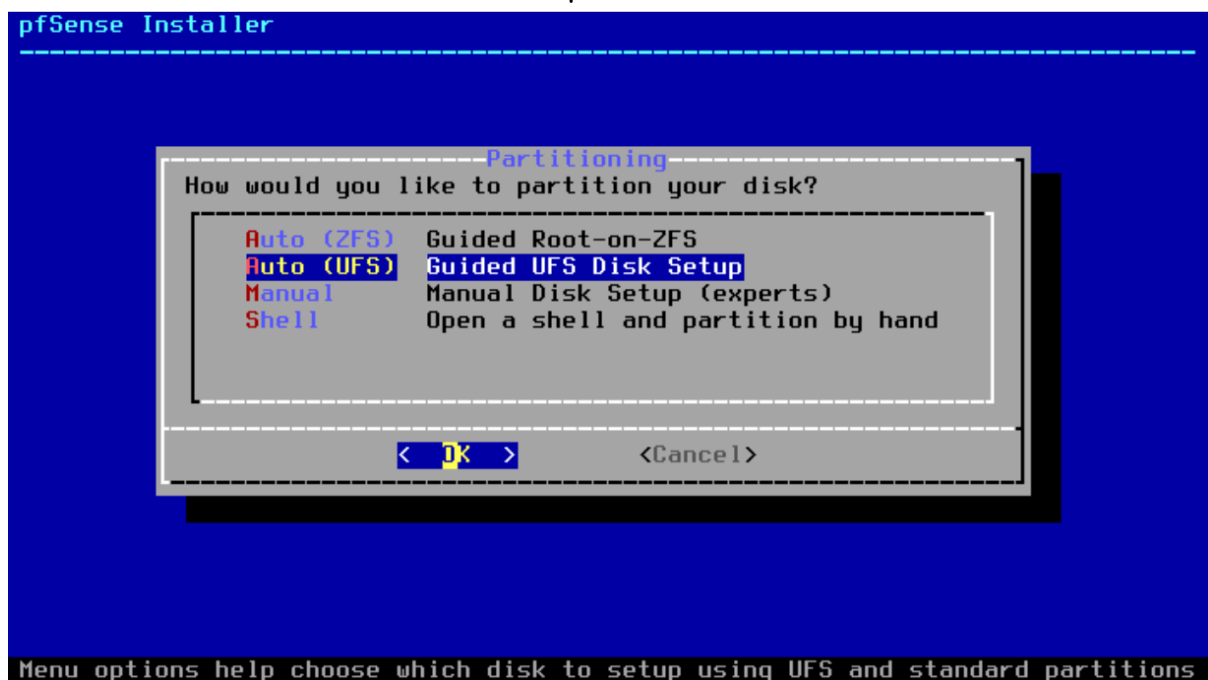 pfSense Installer
Partitioning
How would you like to partition your disk?
Auto (ZFS) Guided Root-on-ZFS
Auto (UFS) Guided UFS Disk Setup
Manual Manual Disk Setup (experts)
Shell Open a shell and partition by hand
< OK > <Cancel>
Menu options help choose which disk to setup using UFS and standard partitions